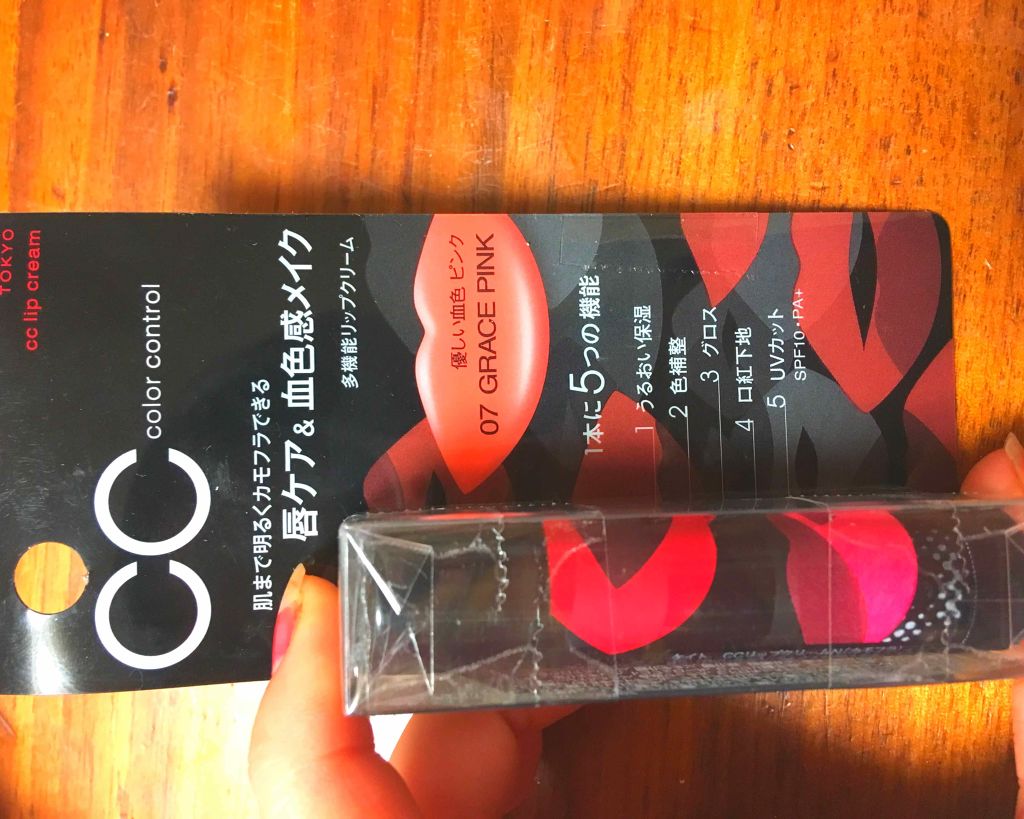 TOKYO
cc lip cream
CC color control
肌まで明るくカモフラできる
唇ケア&血色感メイク
多機能リップクリーム
優しい血色 ピンク
07 GRACE PINK
1本に5つの機能
1 うるおい保湿
2 色補整
3 グロス
4 口紅下地
5 UVカット
SPF10・PA+